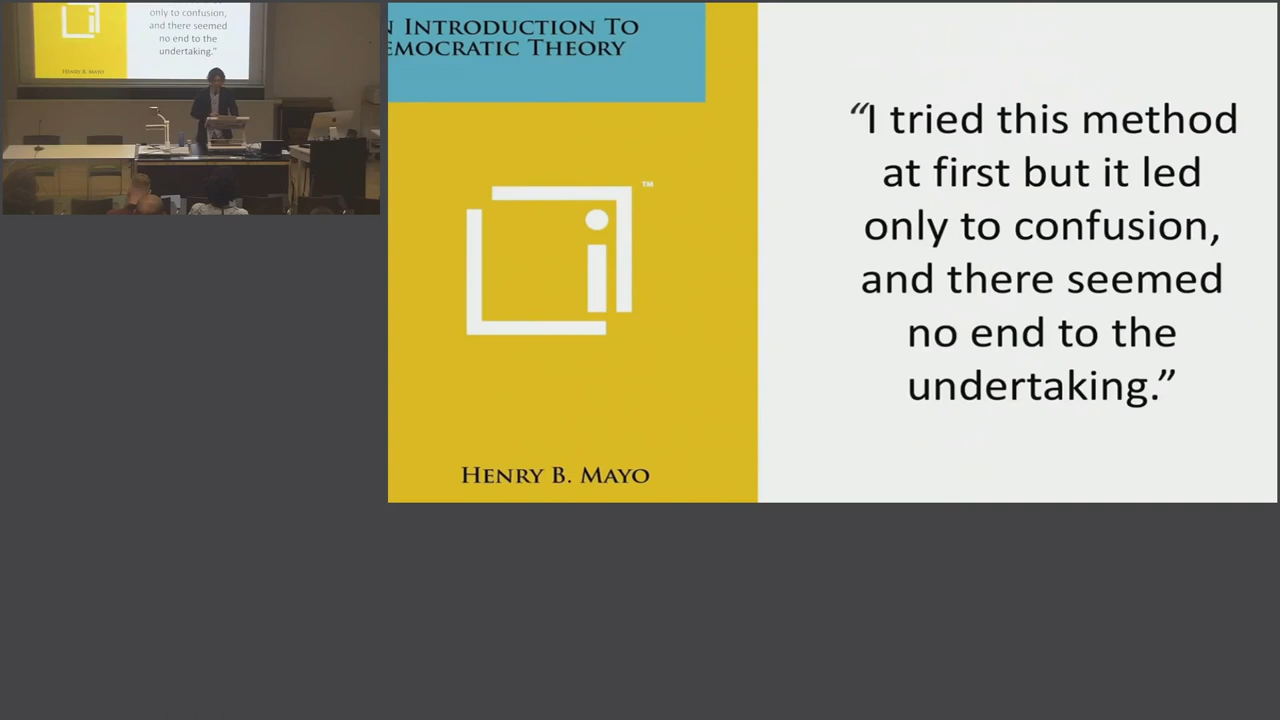 only to confusion,
and there seemed
no end to the
undertaking.”
HENRY B. MAYO
N INTRODUCTION TO
EMOCRATIC THEORY
i
™
HENRY B. MAYO
“I tried this method
at first but it led
only to confusion,
and there seemed
no end to the
undertaking.”